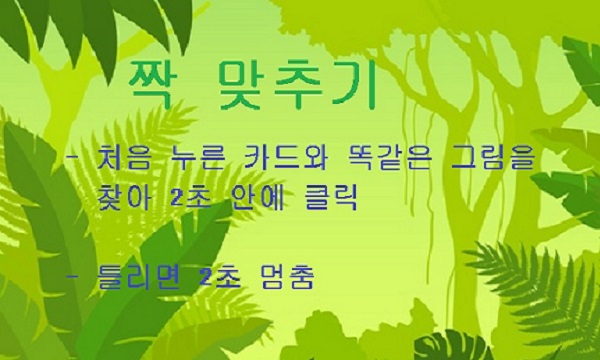 짝 맞추기
- 처음 누른 카드와 똑같은 그림을
찾아 2초 안에 클릭
- 틀리면 2초 멈춤